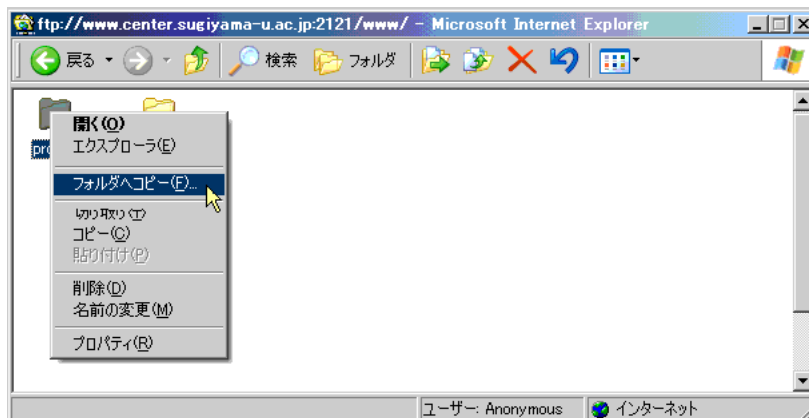 ftp://www.center.sugiyama-u.ac.jp:2121/www/ - Microsoft Internet Explorer
戻る 検索 フォルダ
開く(O)
エクスプローラ(E)
フォルダへコピー(F)...
切り取り(T)
コピー(C)
貼り付け(P)
削除(D)
名前の変更(M)
プロパティ(R)
ユーザー: Anonymous インターネット